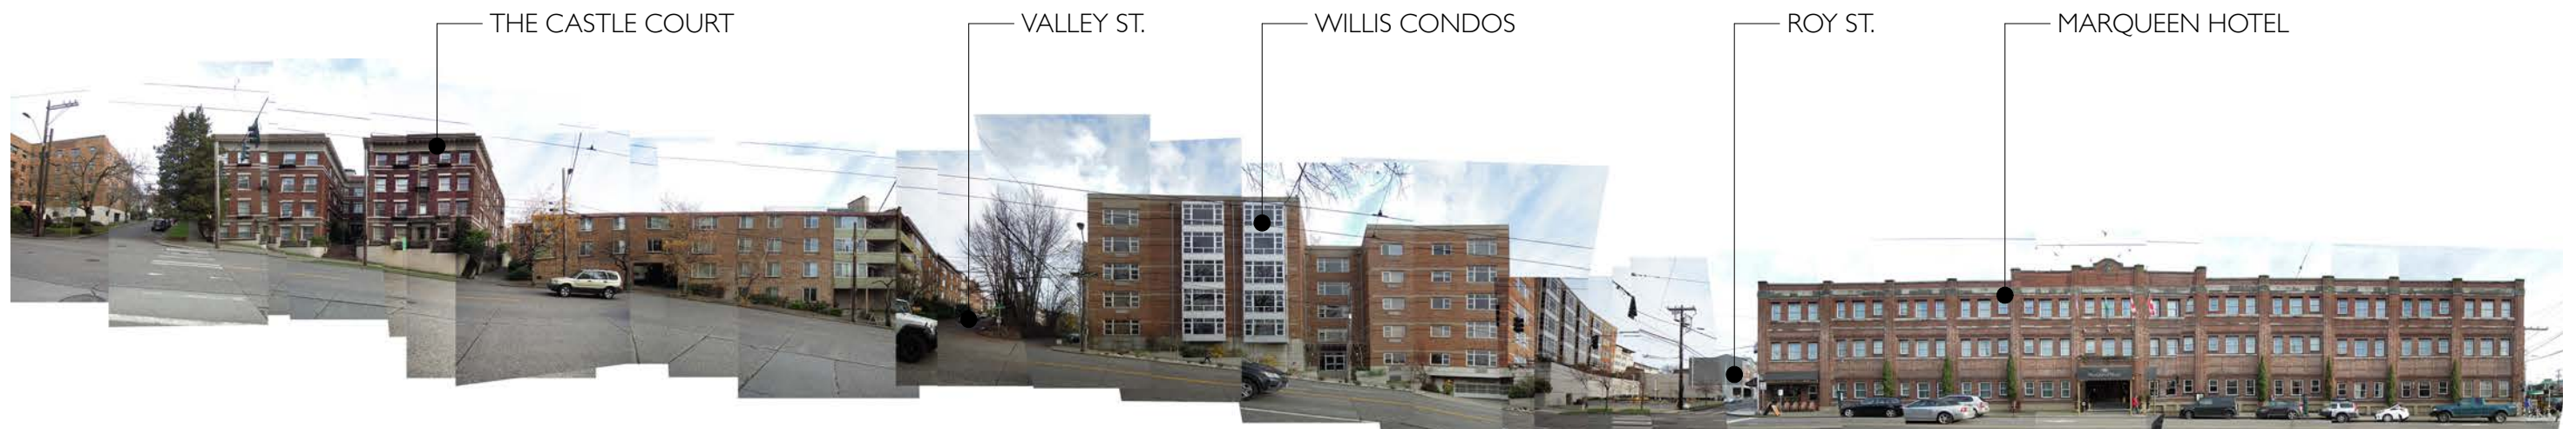 THE CASTLE COURT
VALLEY ST.
WILLIS CONDOS
ROY ST.
MARQUEEN HOTEL